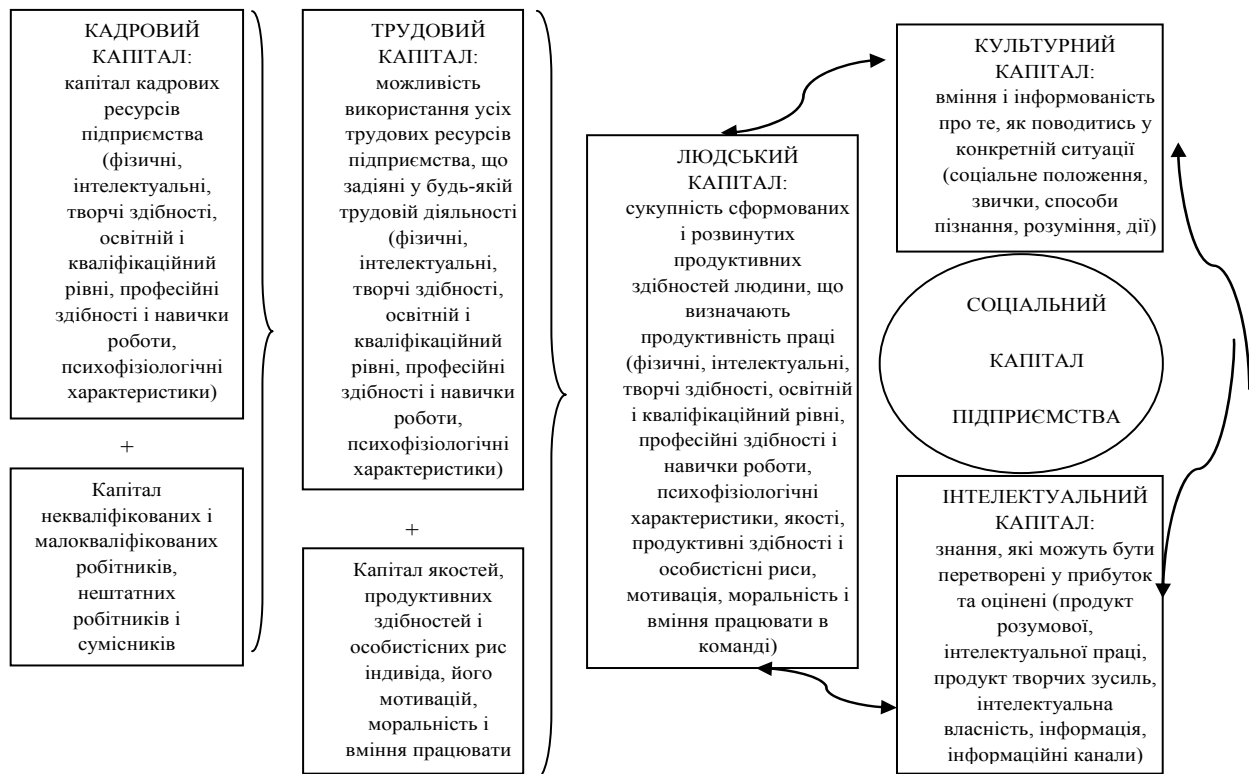 КАДРОВИЙ
КАПІТАЛ:
капітал кадрових
ресурсів
підприємства
(фізичні,
інтелектуальні,
творчі здібності,
освітній і
кваліфікаційний
рівні, професійні
здібності і навички
роботи,
психофізіологічні
характеристики)
+
Капітал
некваліфікованих і
малокваліфікованих
робітників,
нештатних
робітників і
сумісників
ТРУДОВИЙ
КАПІТАЛ:
можливість
використання усіх
трудових ресурсів
підприємства, що
задіяні у будь-якій
трудовій діяльності
(фізичні,
інтелектуальні,
творчі здібності,
освітній і
кваліфікаційний
рівні, професійні
здібності і навички
роботи,
психофізіологічні
характеристики)
+
Капітал якостей,
продуктивних
здібностей і
особистісних рис
індивіда, його
мотивацій,
моральність і
вміння працювати
ЛЮДСЬКИЙ
КАПІТАЛ:
сукупність сформованих
і розвинутих
продуктивних
здібностей людини, що
визначають
продуктивність праці
(фізичні, інтелектуальні,
творчі здібності, освітній
і кваліфікаційний рівні,
професійні здібності і
навички роботи,
психофізіологічні
характеристики, якості,
продуктивні здібності і
особистісні риси,
мотивація, моральність і
вміння працювати в
команді)
КУЛЬТУРНИЙ
КАПІТАЛ:
вміння і інформованість
про те, як поводитись у
конкретній ситуації
(соціальне положення,
звички, способи
пізнання, розуміння, дії)
СОЦІАЛЬНИЙ
КАПІТАЛ
ПІДПРИЄМСТВА
ІНТЕЛЕКТУАЛЬНИЙ
КАПІТАЛ:
знання, які можуть бути
перетворені у прибуток
та оцінені (продукт
розумової,
інтелектуальної праці,
продукт творчих зусиль,
інтелектуальна
власність, інформація,
інформаційні канали)